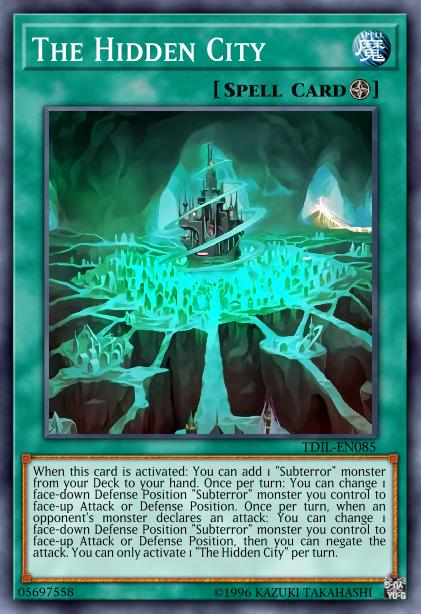 THE HIDDEN CITY
SPELL
魔
[SPELL CARD]
TDIL-EN085
When this card is activated: You can add 1 "Subterror" monster
from your Deck to your hand. Once per turn: You can change 1
face-down Defense Position "Subterror" monster you control to
face-up Attack or Defense Position. Once per turn, when an
opponent's monster declares an attack: You can change 1
face-down Defense Position "Subterror" monster you control to
face-up Attack or Defense Position, then you can negate the
attack. You can only activate 1 "The Hidden City" per turn.
05697558
©1996 KAZUKI TAKAHASHI